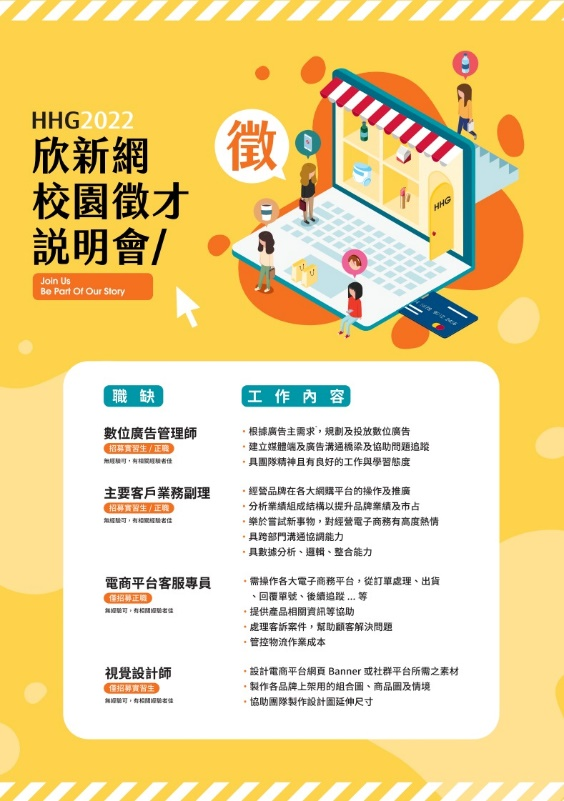 HHG2022
欣新網
校園徵才
説明會/
Join Us
Be Part Of Our Story
徵
HHG
職缺
工作內容
數位廣告管理師
招募實習生 / 正職
無經驗可，有相關經驗者佳
・根據廣告主需求，規劃及投放數位廣告
・建立媒體端及廣告溝通橋梁及協助問題追蹤
・具團隊精神且有良好的工作與學習態度
主要客戶業務副理
招募實習生 / 正職
無經驗可，有相關經驗者佳
・經營品牌在各大網購平台的操作及推廣
・分析業績組成結構以提升品牌業績及市占
・樂於嘗試新事物，對經營電子商務有高度熱情
・具跨部門溝通協調能力
・具數據分析、邏輯、整合能力
電商平台客服專員
僅招募正職
無經驗可，有相關經驗者佳
・需操作各大電子商務平台，從訂單處理、出貨
、回覆單號、後續追蹤 ... 等
・提供產品相關資訊等協助
・處理客訴案件，幫助顧客解決問題
・管控物流作業成本
視覺設計師
僅招募實習生
無經驗可，有相關經驗者佳
・設計電商平台網頁 Banner 或社群平台所需之素材
・製作各品牌上架用的組合圖、商品圖及情境
・協助團隊製作設計圖延伸尺寸